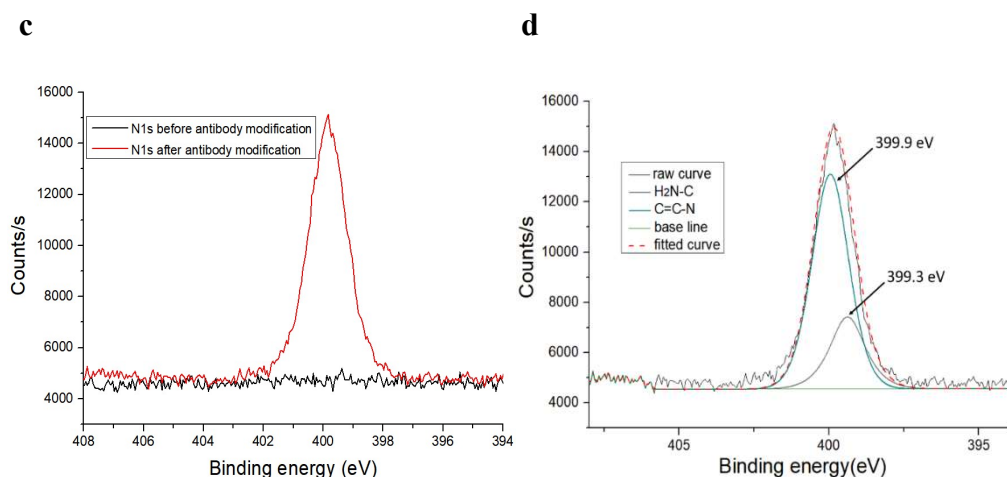 c
d
16000
14000
12000
10000
8000
6000
4000
Counts/s
N1s before antibody modification
N1s after antibody modification
408
406
404
402
400
398
396
394
Binding energy (eV)
16000
14000
12000
10000
8000
6000
4000
Counts/s
raw curve
H2N-C
C=C-N
base line
fitted curve
399.9 eV
399.3 eV
405
400
395
Binding energy(eV)